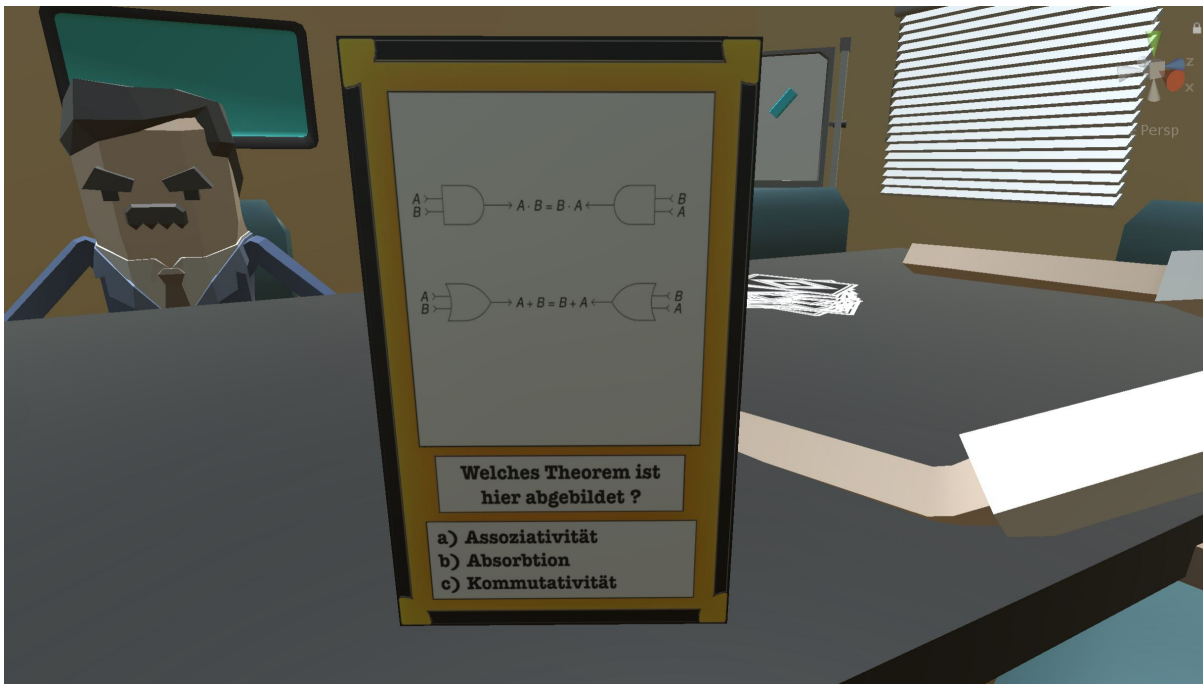 A
B
A · B = B · A
B
A
A
B
A + B = B + A
B
A
Welches Theorem ist
hier abgebildet ?
a) Assoziativität
b) Absorbtion
c) Kommutativität
z
x
Persp